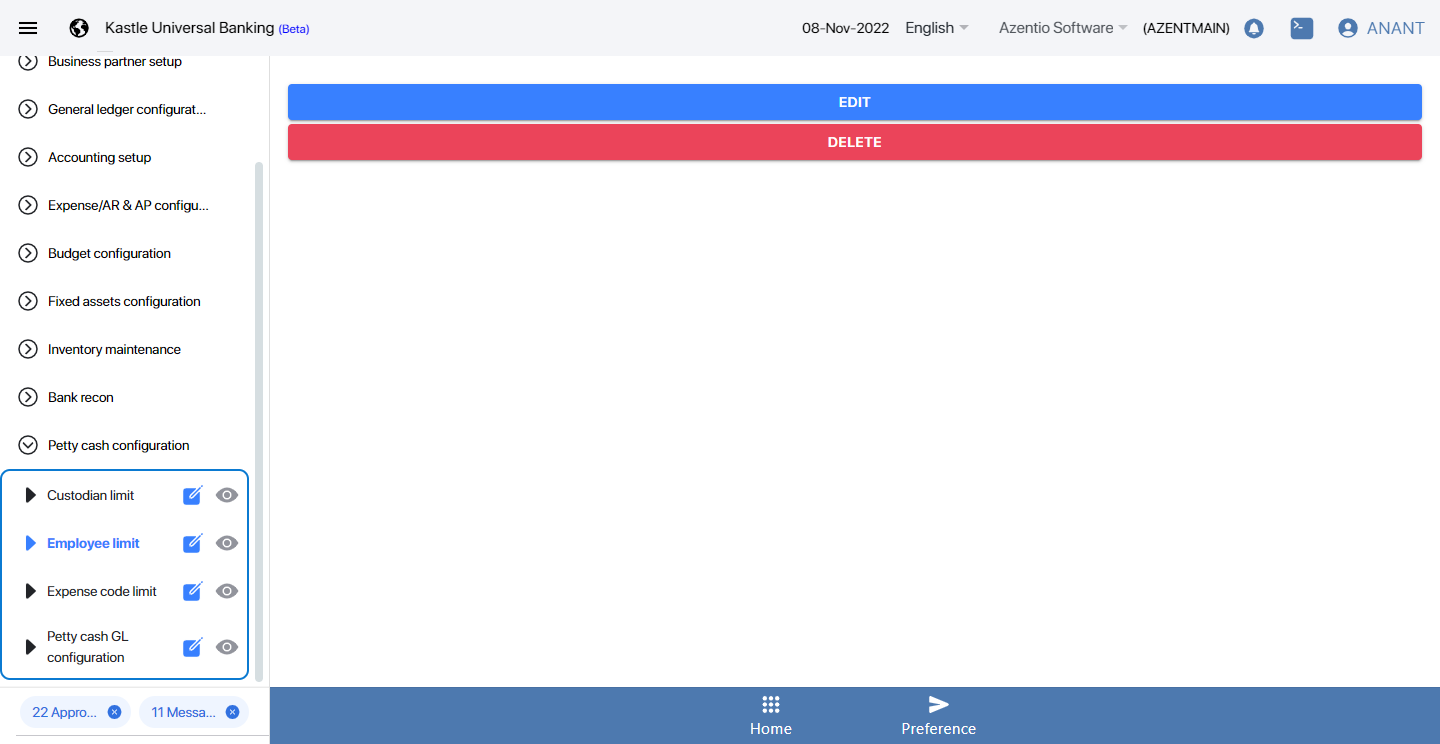 Kastle Universal Banking (Beta)
08-Nov-2022 English Azentio Software (AZENTMAIN) ANANT
Business partner setup
General ledger configurat...
Accounting setup
Expense/AR & AP configu...
Budget configuration
Fixed assets configuration
Inventory maintenance
Bank recon
Petty cash configuration
Custodian limit
Employee limit
Expense code limit
Petty cash GL
configuration
22 Appro...
11 Messa...
EDIT
DELETE
Home
Preference